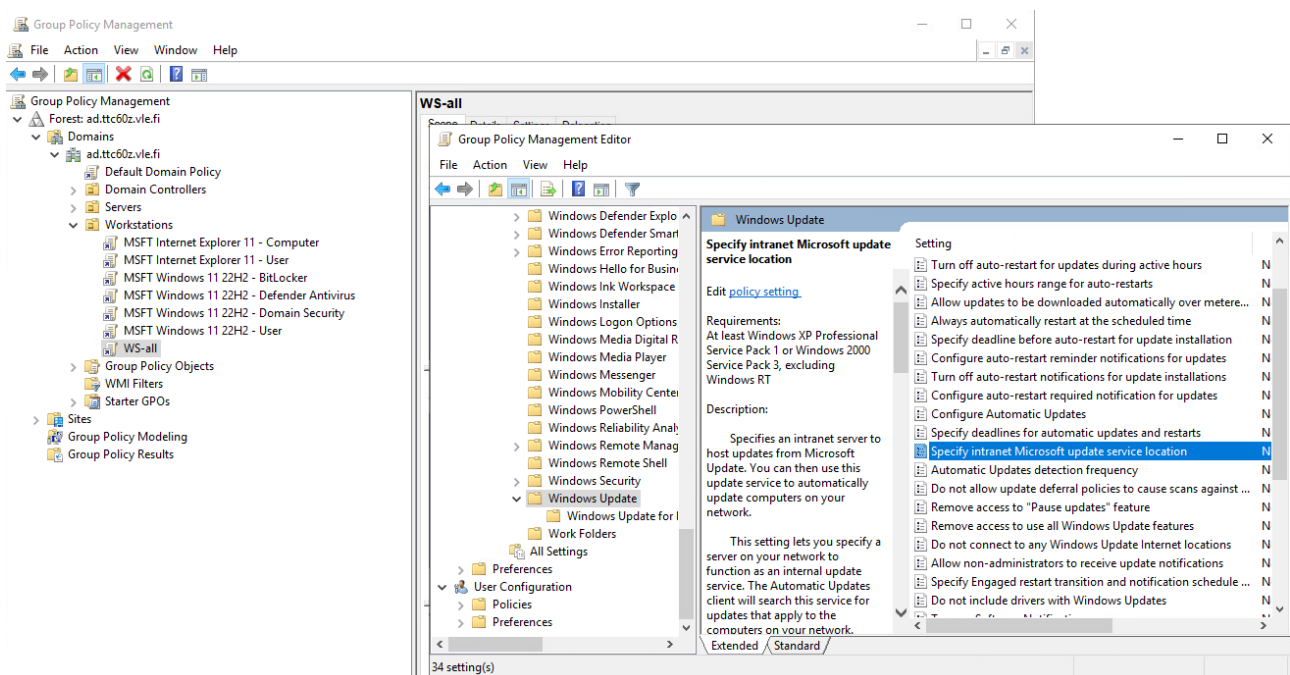 Group Policy Management
File Action View Window Help
Group Policy Management
Forest: ad.ttc60z.vle.fi
Domains
ad.ttc60z.vle.fi
Default Domain Policy
Domain Controllers
Servers
Workstations
MSFT Internet Explorer 11 - Computer
MSFT Internet Explorer 11 - User
MSFT Windows 11 22H2 - BitLocker
MSFT Windows 11 22H2 - Defender Antivirus
MSFT Windows 11 22H2 - Domain Security
MSFT Windows 11 22H2 - User
WS-all
Group Policy Objects
WMI Filters
Starter GPOs
Sites
Group Policy Modeling
Group Policy Results
WS-all
Group Policy Management Editor
File Action View Help
Windows Defender Explo
Windows Defender Smart
Windows Error Reporting
Windows Hello for Busin
Windows Ink Workspace
Windows Installer
Windows Logon Options
Windows Media Digital R
Windows Media Player
Windows Messenger
Windows Mobility Center
Windows PowerShell
Windows Reliability Analy
Windows Remote Manag
Windows Remote Shell
Windows Security
Windows Update
Windows Update for
Work Folders
All Settings
Preferences
User Configuration
Policies
Preferences
Windows Update
Specify intranet Microsoft update
service location
Edit policy setting
Requirements:
At least Windows XP Professional
Service Pack 1 or Windows 2000
Service Pack 3, excluding
Windows RT
Description:
Specifies an intranet server to
host updates from Microsoft
Update. You can then use this
update service to automatically
update computers on your
network.
This setting lets you specify a
server on your network to
function as an internal update
service. The Automatic Updates
client will search this service for
updates that apply to the
computers on your network.
Setting
Turn off auto-restart for updates during active hours N
Specify active hours range for auto-restarts N
Allow updates to be downloaded automatically over metere... N
Always automatically restart at the scheduled time N
Specify deadline before auto-restart for update installation N
Configure auto-restart reminder notifications for updates N
Turn off auto-restart notifications for update installations N
Configure auto-restart required notification for updates N
Configure Automatic Updates N
Specify deadlines for automatic updates and restarts N
Specify intranet Microsoft update service location N
Automatic Updates detection frequency N
Do not allow update deferral policies to cause scans against ... N
Remove access to "Pause updates" feature N
Remove access to use all Windows Update features N
Do not connect to any Windows Update Internet locations N
Allow non-administrators to receive update notifications N
Specify Engaged restart transition and notification schedule ... N
Do not include drivers with Windows Updates N
Extended Standard
34 setting(s)